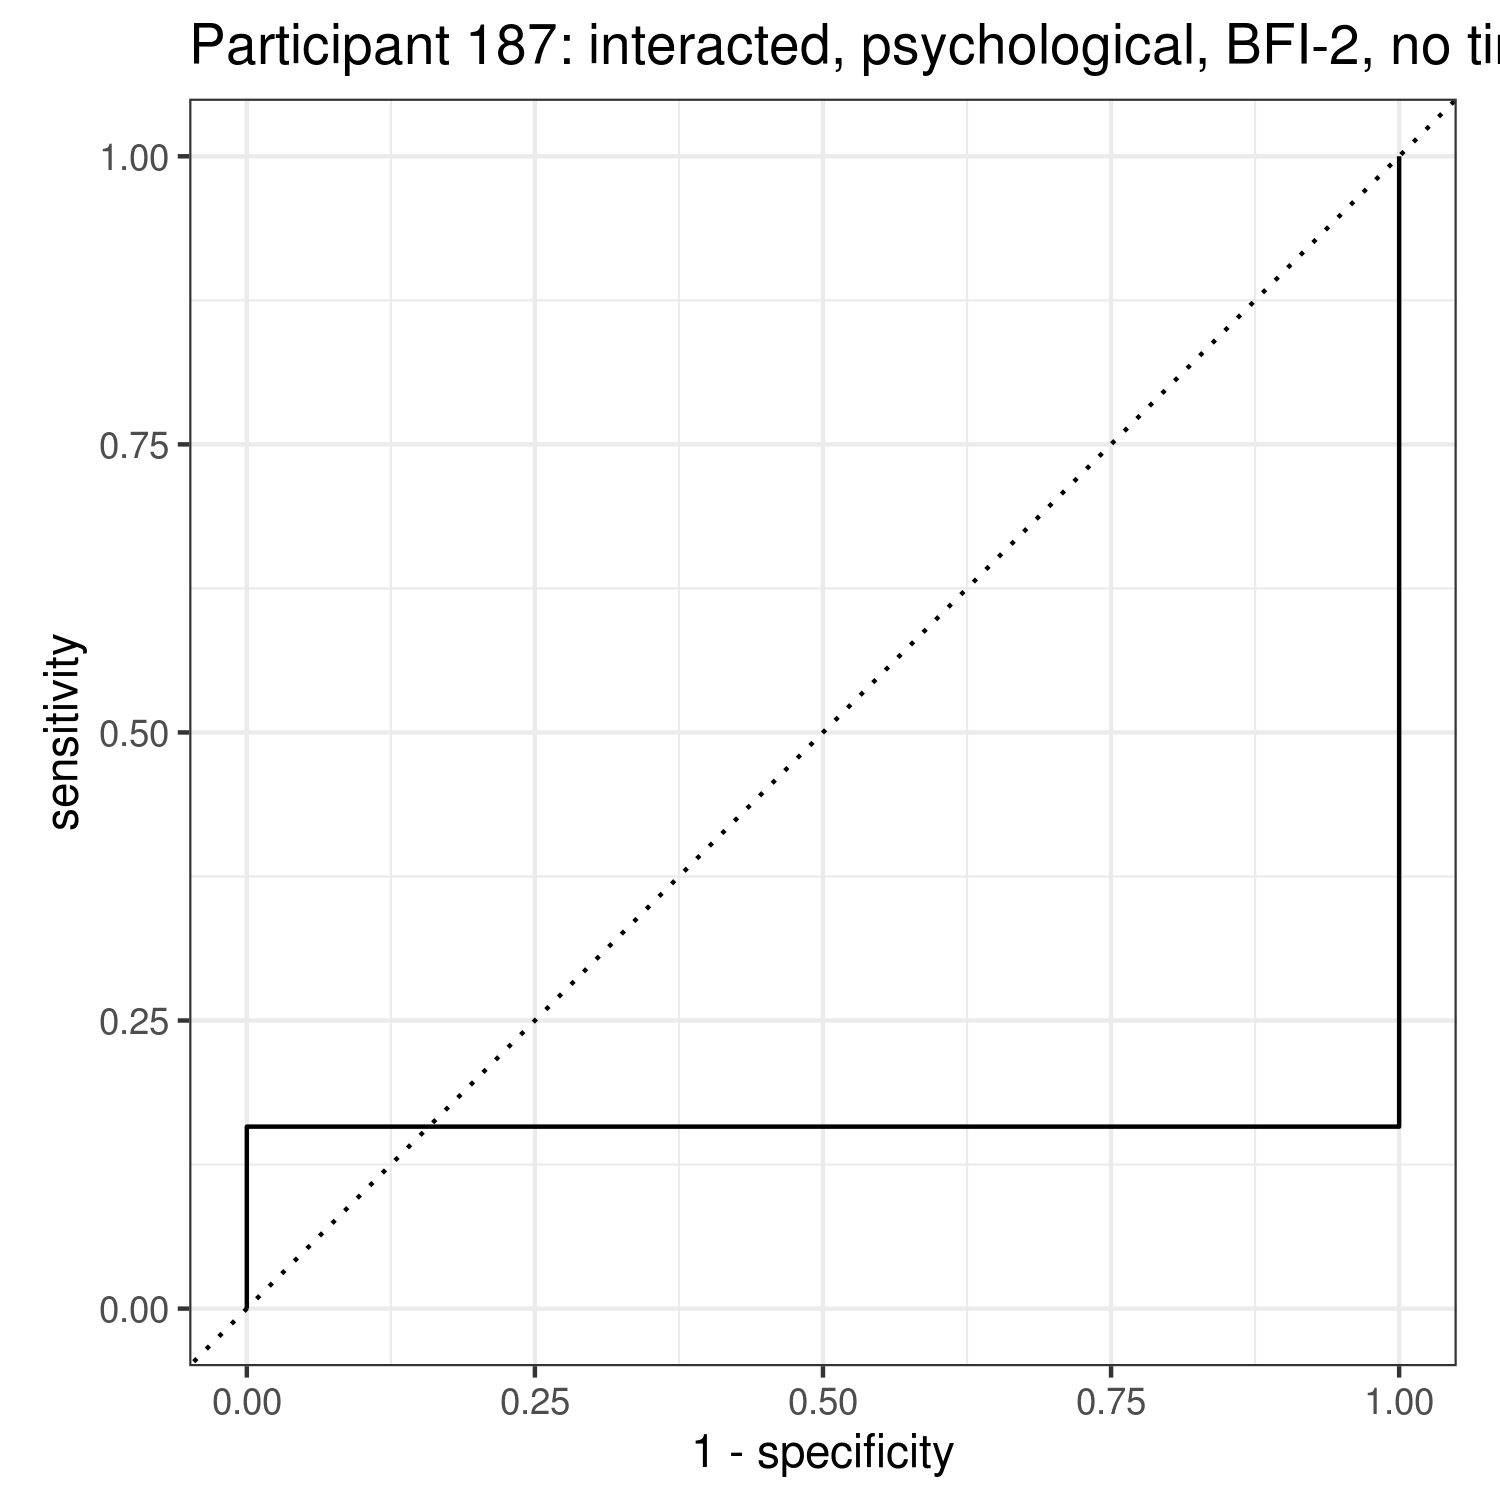 Participant 187: interacted, psychological, BFI-2, no
1.00
0.75
0.50
0.25
0.00
sensitivity
0.00 0.25 0.50 0.75 1.00
1 - specificity